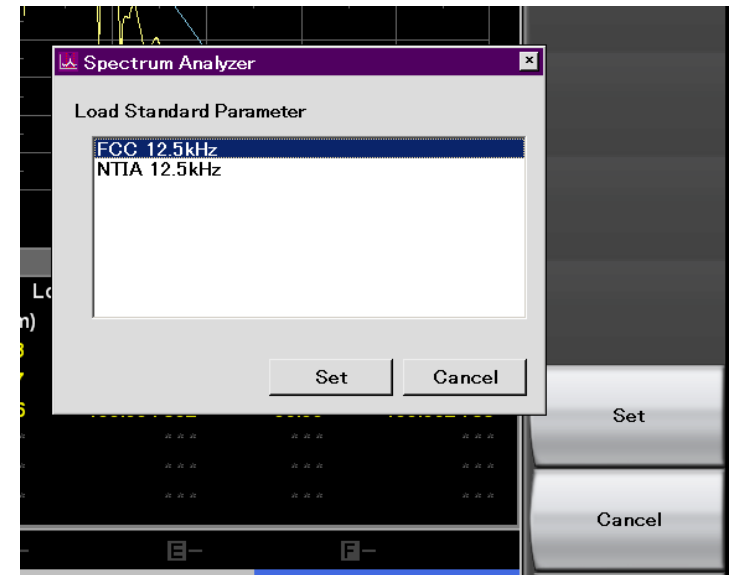 Spectrum Analyzer
Load Standard Parameter
FCC 12.5kHz
NTIA 12.5kHz
Set
Cancel
Set
*** *** ***
*** *** ***
*** *** ***
Cancel
E–
F–